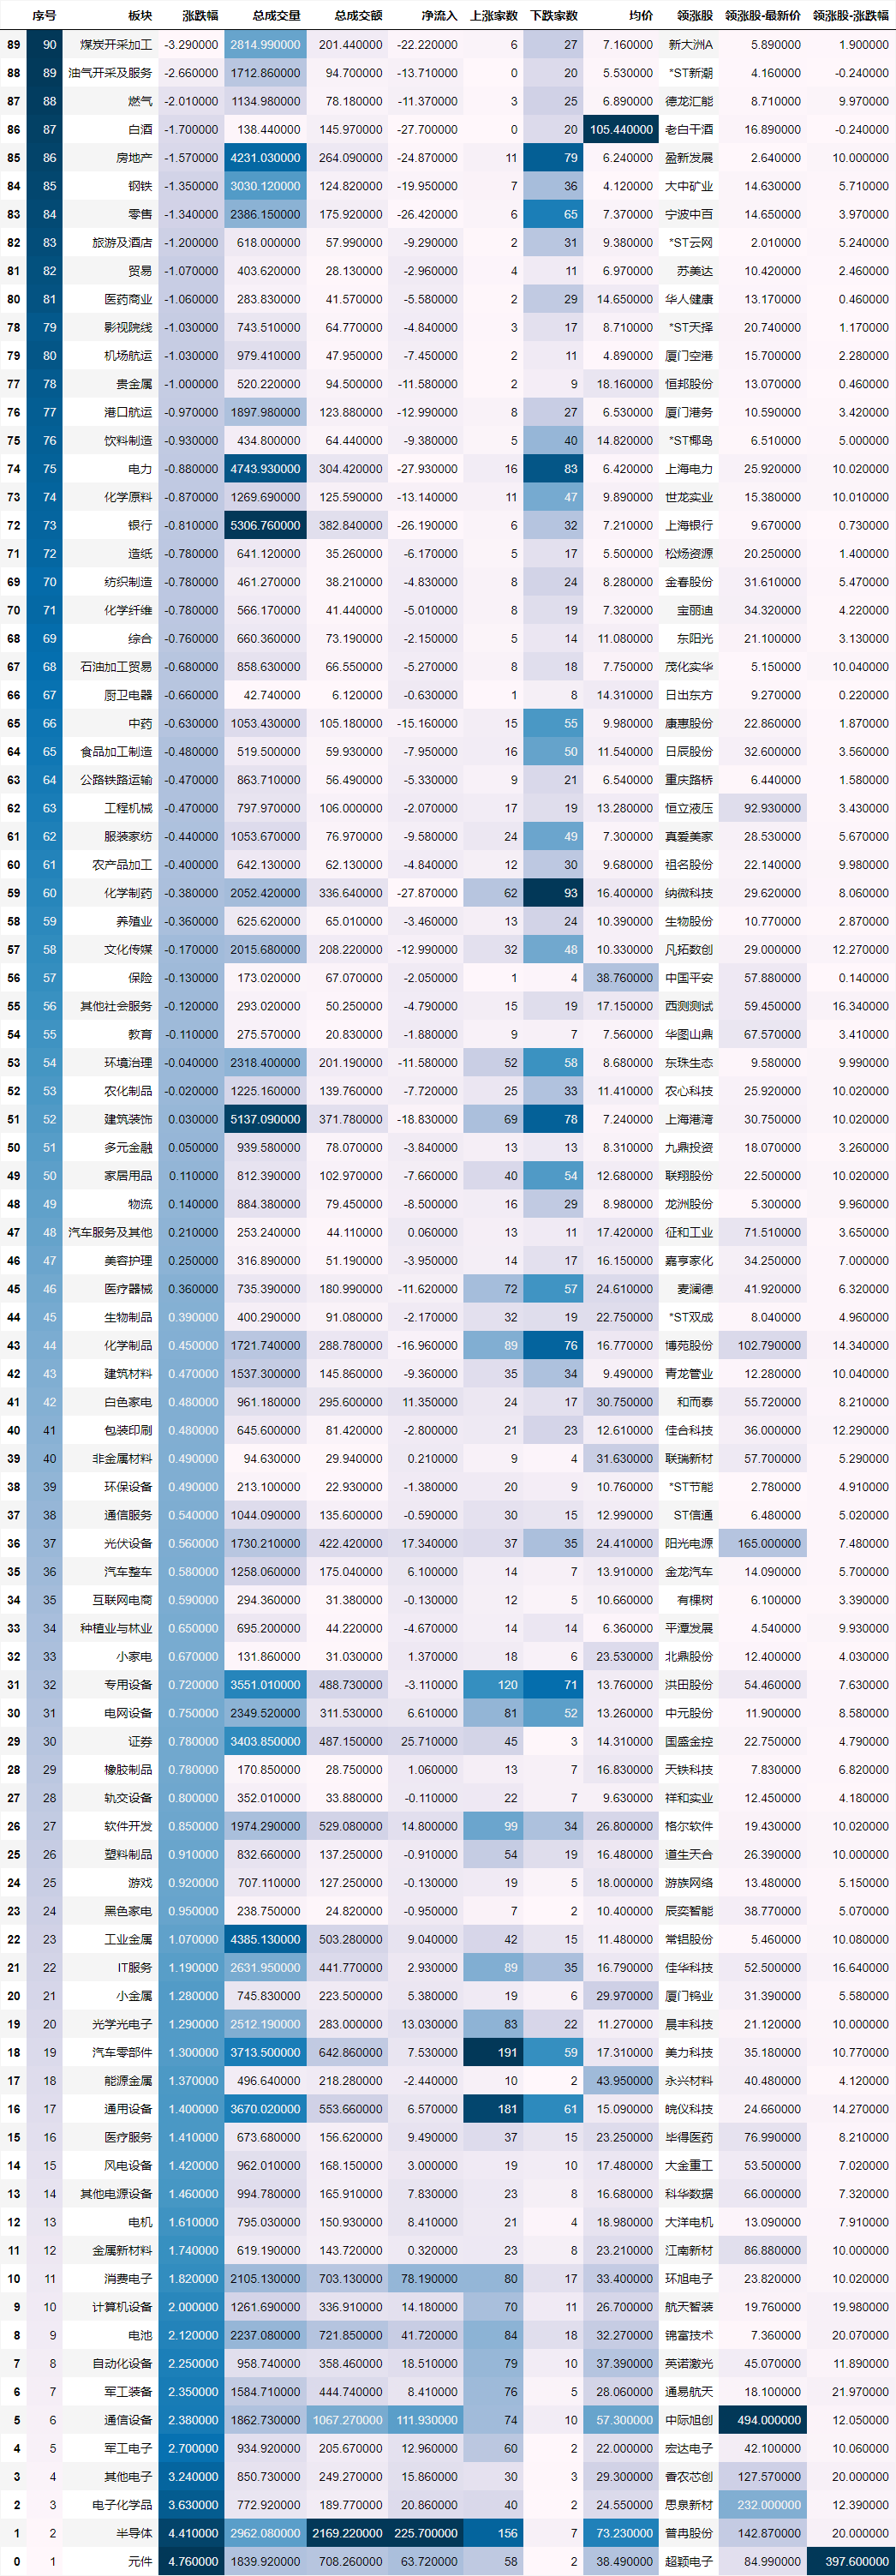 序号 板块 涨跌幅 总成交量 总成交额 净流入 上涨家数 下跌家数 均价 领涨股 领涨股-最新价 领涨股-涨跌幅
89 90 煤炭开采加工 -3.290000 2814.990000 201.440000 -22.220000 6 27 7.160000 新大洲A 5.890000 1.900000
88 89 油气开采及服务 -2.660000 1712.860000 94.700000 -13.710000 0 20 5.530000 *ST新潮 4.160000 -0.240000
87 88 燃气 -2.010000 1134.980000 78.180000 -11.370000 3 25 6.890000 德龙汇能 8.710000 9.970000
86 87 白酒 -1.700000 138.440000 145.970000 -27.700000 0 20 105.440000 老白干酒 16.890000 -0.240000
85 86 房地产 -1.570000 4231.030000 264.090000 -24.870000 11 79 6.240000 盈新发展 2.640000 10.000000
84 85 钢铁 -1.350000 3030.120000 124.820000 -19.950000 7 36 4.120000 大中矿业 14.630000 5.710000
83 84 零售 -1.340000 2386.150000 175.920000 -26.420000 6 65 7.370000 宁波中百 14.650000 3.970000
82 83 旅游及酒店 -1.200000 618.000000 57.990000 -9.290000 2 31 9.380000 *ST云网 2.010000 5.240000
81 82 贸易 -1.070000 403.620000 28.130000 -2.960000 4 11 6.970000 苏美达 10.420000 2.460000
80 81 医药商业 -1.060000 283.830000 41.570000 -5.580000 2 29 14.650000 华人健康 13.170000 0.460000
78 79 影视院线 -1.030000 743.510000 64.770000 -4.840000 3 17 8.710000 *ST天择 20.740000 1.170000
79 80 机场航运 -1.030000 979.410000 47.950000 -7.450000 2 11 4.890000 厦门空港 15.700000 2.280000
77 78 贵金属 -1.000000 520.220000 94.500000 -11.580000 2 9 18.160000 恒邦股份 13.070000 0.460000
76 77 港口航运 -0.970000 1897.980000 123.880000 -12.990000 8 27 6.530000 厦门港务 10.590000 3.420000
75 76 饮料制造 -0.930000 434.800000 64.440000 -9.380000 5 40 14.820000 *ST椰岛 6.510000 5.000000
74 75 电力 -0.880000 4743.930000 304.420000 -27.930000 16 83 6.420000 上海电力 25.920000 10.020000
73 74 化学原料 -0.870000 1269.690000 125.590000 -13.140000 11 47 9.890000 世龙实业 15.380000 10.010000
72 73 银行 -0.810000 5306.760000 382.840000 -26.190000 6 32 7.210000 上海银行 9.670000 0.730000
71 72 造纸 -0.780000 641.120000 35.260000 -6.170000 5 17 5.500000 松炀资源 20.250000 1.400000
69 70 纺织制造 -0.780000 461.270000 38.210000 -4.830000 8 24 8.280000 金春股份 31.610000 5.470000
70 71 化学纤维 -0.780000 566.170000 41.440000 -5.010000 8 19 7.320000 宝丽迪 34.320000 4.220000
68 69 综合 -0.760000 660.360000 73.190000 -2.150000 5 14 11.080000 东阳光 21.100000 3.130000
67 68 石油加工贸易 -0.680000 858.630000 66.550000 -5.270000 8 18 7.750000 茂化实华 5.150000 10.040000
66 67 厨卫电器 -0.660000 42.740000 6.120000 -0.630000 1 8 14.310000 日出东方 9.270000 0.220000
65 66 中药 -0.630000 1053.430000 105.180000 -15.160000 15 55 9.980000 康惠股份 22.860000 1.870000
64 65 食品加工制造 -0.480000 519.500000 59.930000 -7.950000 16 50 11.540000 日辰股份 32.600000 3.560000
63 64 公路铁路运输 -0.470000 863.710000 56.490000 -5.330000 9 21 6.540000 重庆路桥 6.440000 1.580000
62 63 工程机械 -0.470000 797.970000 106.000000 -2.070000 17 19 13.280000 恒立液压 92.930000 3.430000
61 62 服装家纺 -0.440000 1053.670000 76.970000 -9.580000 24 49 7.300000 真爱美家 28.530000 5.670000
60 61 农产品加工 -0.400000 642.130000 62.130000 -4.840000 12 30 9.680000 祖名股份 22.140000 9.980000
59 60 化学制药 -0.380000 2052.420000 336.640000 -27.870000 62 93 16.400000 纳微科技 29.620000 8.060000
58 59 养殖业 -0.360000 625.620000 65.010000 -3.460000 13 24 10.390000 生物股份 10.770000 2.870000
57 58 文化传媒 -0.170000 2015.680000 208.220000 -12.990000 32 48 10.330000 凡拓数创 29.000000 12.270000
56 57 保险 -0.130000 173.020000 67.070000 -2.050000 1 4 38.760000 中国平安 57.880000 0.140000
55 56 其他社会服务 -0.120000 293.020000 50.250000 -4.790000 15 19 17.150000 西测测试 59.450000 16.340000
54 55 教育 -0.110000 275.570000 20.830000 -1.880000 9 7 7.560000 华图山鼎 67.570000 3.410000
53 54 环境治理 -0.040000 2318.400000 201.190000 -11.580000 52 58 8.680000 东珠生态 9.580000 9.990000
52 53 农化制品 -0.020000 1225.160000 139.760000 -7.720000 25 33 11.410000 农心科技 25.920000 10.020000
51 52 建筑装饰 0.030000 5137.090000 371.780000 -18.830000 69 78 7.240000 上海港湾 30.750000 10.020000
50 51 多元金融 0.050000 939.580000 78.070000 -3.840000 13 13 8.310000 九鼎投资 18.070000 3.260000
49 50 家居用品 0.110000 812.390000 102.970000 -7.660000 40 54 12.680000 联翔股份 22.500000 10.020000
48 49 物流 0.140000 884.380000 79.450000 -8.500000 16 29 8.980000 龙洲股份 5.300000 9.960000
47 48 汽车服务及其他 0.210000 253.240000 44.110000 0.060000 13 11 17.420000 征和工业 71.510000 3.650000
46 47 美容护理 0.250000 316.890000 51.190000 -3.950000 14 17 16.150000 嘉亨家化 34.250000 7.000000
45 46 医疗器械 0.360000 735.390000 180.990000 -11.620000 72 57 24.610000 麦澜德 41.920000 6.320000
44 45 生物制品 0.390000 400.290000 91.080000 -2.170000 32 19 22.750000 *ST双成 8.040000 4.960000
43 44 化学制品 0.450000 1721.740000 288.780000 -16.960000 89 76 16.770000 博苑股份 102.790000 14.340000
42 43 建筑材料 0.470000 1537.300000 145.860000 -9.360000 35 34 9.490000 青龙管业 12.280000 10.040000
41 42 白色家电 0.480000 961.180000 295.600000 11.350000 24 17 30.750000 和而泰 55.720000 8.210000
40 41 包装印刷 0.480000 645.600000 81.420000 -2.800000 21 23 12.610000 佳合科技 36.000000 12.290000
39 40 非金属材料 0.490000 94.630000 29.940000 0.210000 9 4 31.630000 联瑞新材 57.700000 5.290000
38 39 环保设备 0.490000 213.100000 22.930000 -1.380000 20 9 10.760000 *ST节能 2.780000 4.910000
37 38 通信服务 0.540000 1044.090000 135.600000 -0.590000 30 15 12.990000 ST信通 6.480000 5.020000
36 37 光伏设备 0.560000 1730.210000 422.420000 17.340000 37 35 24.410000 阳光电源 165.000000 7.480000
35 36 汽车整车 0.580000 1258.060000 175.040000 6.100000 14 7 13.910000 金龙汽车 14.090000 5.700000
34 35 互联网电商 0.590000 294.360000 31.380000 -0.130000 12 5 10.660000 有棵树 6.100000 3.390000
33 34 种植业与林业 0.650000 695.200000 44.220000 -4.670000 14 14 6.360000 平潭发展 4.540000 9.930000
32 33 小家电 0.670000 131.860000 31.030000 1.370000 18 6 23.530000 北鼎股份 12.400000 4.030000
31 32 专用设备 0.720000 3551.010000 488.730000 -3.110000 120 71 13.760000 洪田股份 54.460000 7.630000
30 31 电网设备 0.750000 2349.520000 311.530000 6.610000 81 52 13.260000 中元股份 11.900000 8.580000
29 30 证券 0.780000 3403.850000 487.150000 25.710000 45 3 14.310000 国盛金控 22.750000 4.790000
28 29 橡胶制品 0.780000 170.850000 28.750000 1.060000 13 7 16.830000 天铁科技 7.830000 6.820000
27 28 轨交设备 0.800000 352.010000 33.880000 -0.110000 22 7 9.630000 祥和实业 12.450000 4.180000
26 27 软件开发 0.850000 1974.290000 529.080000 14.800000 99 34 26.800000 格尔软件 19.430000 10.020000
25 26 塑料制品 0.910000 832.660000 137.250000 -0.910000 54 19 16.480000 道生天合 26.390000 10.000000
24 25 游戏 0.920000 707.110000 127.250000 -0.130000 19 5 18.000000 游族网络 13.480000 5.150000
23 24 黑色家电 0.950000 238.750000 24.820000 -0.950000 7 2 10.400000 辰奕智能 38.770000 5.070000
22 23 工业金属 1.070000 4385.130000 503.280000 9.040000 42 15 11.480000 常铝股份 5.460000 10.080000
21 22 IT服务 1.190000 2631.950000 441.770000 2.930000 89 35 16.790000 佳华科技 52.500000 16.640000
20 21 小金属 1.280000 745.830000 223.500000 5.380000 19 6 29.970000 厦门钨业 31.390000 5.580000
19 20 光学光电子 1.290000 2512.190000 283.000000 13.030000 83 22 11.270000 晨丰科技 21.120000 10.000000
18 19 汽车零部件 1.300000 3713.500000 642.860000 7.530000 191 59 17.310000 美力科技 35.180000 10.770000
17 18 能源金属 1.370000 496.640000 218.280000 -2.440000 10 2 43.950000 永兴材料 40.480000 4.120000
16 17 通用设备 1.400000 3670.020000 553.660000 6.570000 181 61 15.090000 皖仪科技 24.660000 14.270000
15 16 医疗服务 1.410000 673.680000 156.620000 9.490000 37 15 23.250000 毕得医药 76.990000 8.210000
14 15 风电设备 1.420000 962.010000 168.150000 3.000000 19 10 17.480000 大金重工 53.500000 7.020000
13 14 其他电源设备 1.460000 994.780000 165.910000 7.830000 23 8 16.680000 科华数据 66.000000 7.320000
12 13 电机 1.610000 795.030000 150.930000 8.410000 21 4 18.980000 大洋电机 13.090000 7.910000
11 12 金属新材料 1.740000 619.190000 143.720000 0.320000 23 8 23.210000 江南新材 86.880000 10.000000
10 11 消费电子 1.820000 2105.130000 703.130000 78.190000 80 17 33.400000 环旭电子 23.820000 10.020000
9 10 计算机设备 2.000000 1261.690000 336.910000 14.180000 70 11 26.700000 航天智装 19.760000 19.980000
8 9 电池 2.120000 2237.080000 721.850000 41.720000 84 18 32.270000 锦富技术 7.360000 20.070000
7 8 自动化设备 2.250000 958.740000 358.460000 18.510000 79 10 37.390000 英诺激光 45.070000 11.890000
6 7 军工装备 2.350000 1584.710000 444.740000 8.410000 76 5 28.060000 通易航天 18.100000 21.970000
5 6 通信设备 2.380000 1862.730000 1067.270000 111.930000 74 10 57.300000 中际旭创 494.000000 12.050000
4 5 军工电子 2.700000 934.920000 205.670000 12.960000 60 2 22.000000 宏达电子 42.100000 10.060000
3 4 其他电子 3.240000 850.730000 249.270000 15.860000 30 3 29.300000 香农芯创 127.570000 20.000000
2 3 电子化学品 3.630000 772.920000 189.770000 20.860000 40 2 24.550000 思泉新材 232.000000 12.390000
1 2 半导体 4.410000 2962.080000 2169.220000 225.700000 156 7 73.230000 普冉股份 142.870000 20.000000
0 1 元件 4.760000 1839.920000 708.260000 63.720000 58 2 38.490000 超颖电子 84.990000 397.600000